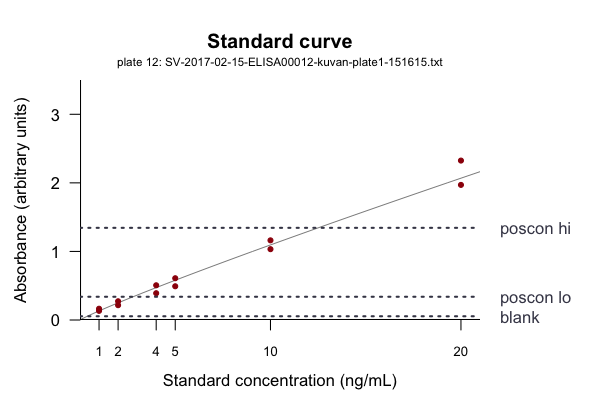 Standard curve
plate 12: SV-2017-02-15-ELISA00012-kuvan-plate1-151615.txt
Absorbance (arbitrary units)
3
2
1
0
poscon hi
poscon lo
blank
1 2 4 5 10 20
Standard concentration (ng/mL)